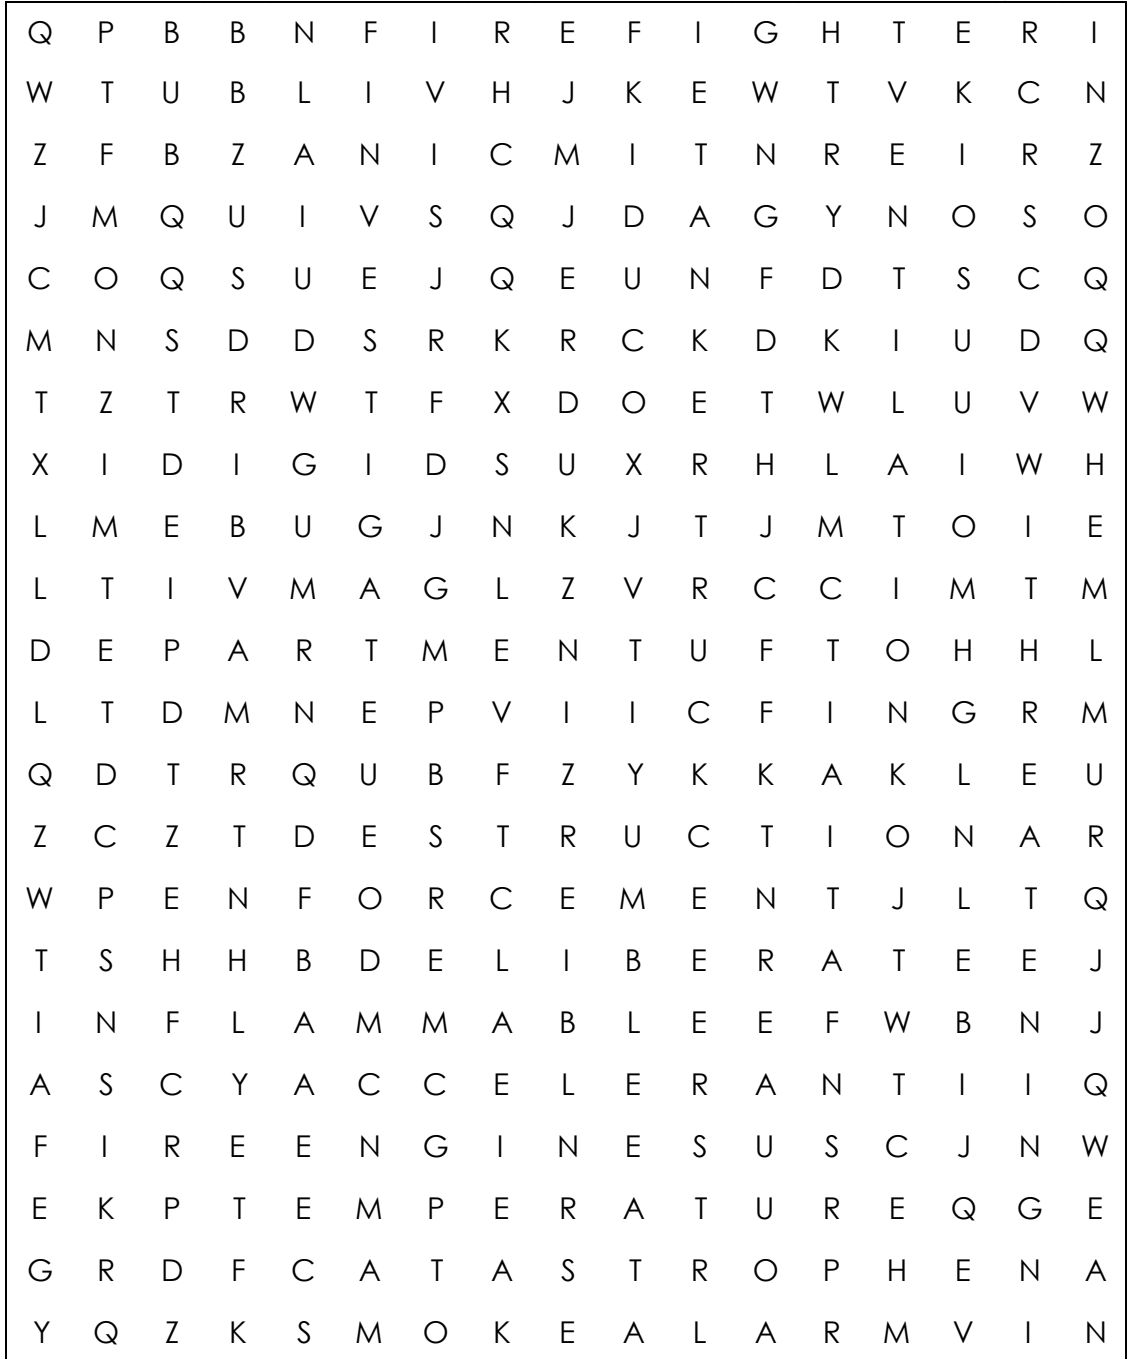 Q P B B N F I R E F I G H T E R I
W T U B L I V H J K E W T V K C N
Z F B Z A N I C M I T N R E I R Z
J M Q U I V S Q J D A G Y N O S O
C O Q S U E J Q E U N F D T S C Q
M N S D D S R K R C K D K I U D Q
T Z T R W T F X D O E T W L U V W
X I D I G I D S U X R H L A I W H
L M E B U G J N K J T J M T O I E
L T I V M A G L Z V R C C I M T M
D E P A R T M E N T U F T O H H L
L T D M N E P V I I C F I N G R M
Q D T R Q U B F Z Y K K A K L E U
Z C Z T D E S T R U C T I O N A R
W P E N F O R C E M E N T J L T Q
T S H H B D E L I B E R A T E E J
I N F L A M M A B L E E F W B N J
A S C Y A C C E L E R A N T I I Q
F I R E E N G I N E S U S C J N W
E K P T E M P E R A T U R E Q G E
G R D F C A T A S T R O P H E N A
Y Q Z K S M O K E A L A R M V I N